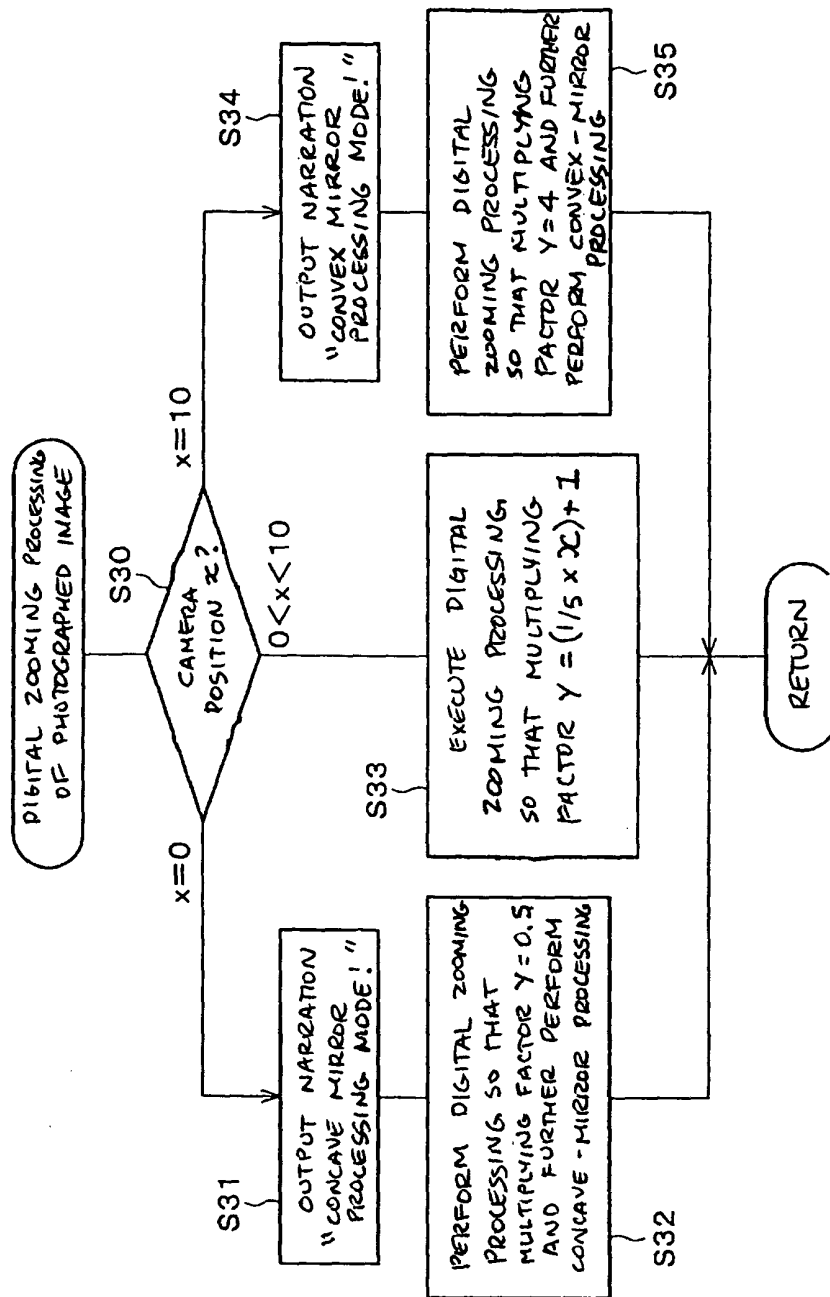 DIGITAL ZOOMING PROCESSING
OF PHOTOGRAPHED IMAGE
S30
CAMERA
POSITION x?
x=0
0<x<10
x=10
S31
OUTPUT NARRATION
"CONCAVE MIRROR
PROCESSING MODE!"
PERFORM DIGITAL ZOOMING
PROCESSING SO THAT
MULTIPLYING FACTOR Y=0.5
AND FURTHER PERFORM
CONCAVE-MIRROR PROCESSING
S32
S33
EXECUTE DIGITAL
ZOOMING PROCESSING,
SO THAT MULTIPLYING
FACTOR Y=(1/5 × x)+1
S34
OUTPUT NARRATION
"CONVEX MIRROR
PROCESSING MODE!"
PERFORM DIGITAL
ZOOMING PROCESSING
SO THAT MULTIPLYING
FACTOR Y=4 AND FURTHER
PERFORM CONVEX-MIRROR
PROCESSING
S35
RETURN